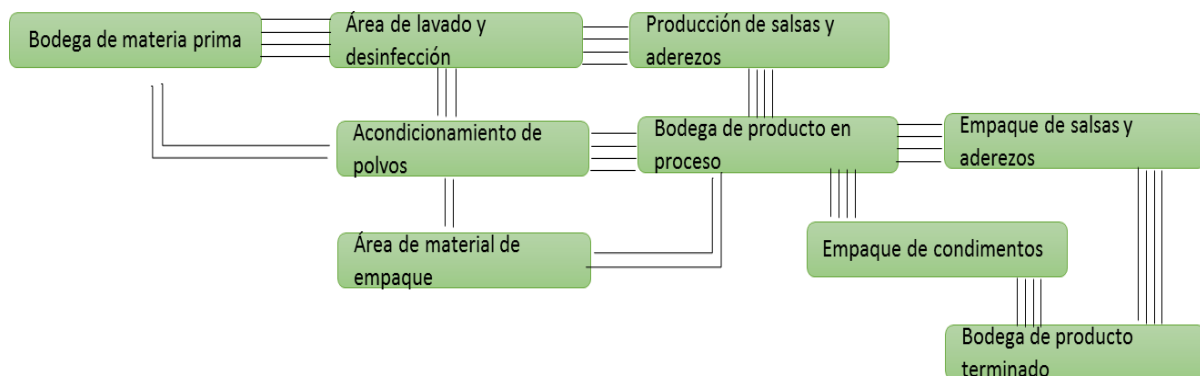 Bodega de materia prima
Área de lavado y
desinfección
Producción de salsas y
aderezos
Acondicionamiento de
polvos
Bodega de producto en
proceso
Empaque de salsas y
aderezos
Área de material de
empaque
Empaque de condimentos
Bodega de producto
terminado